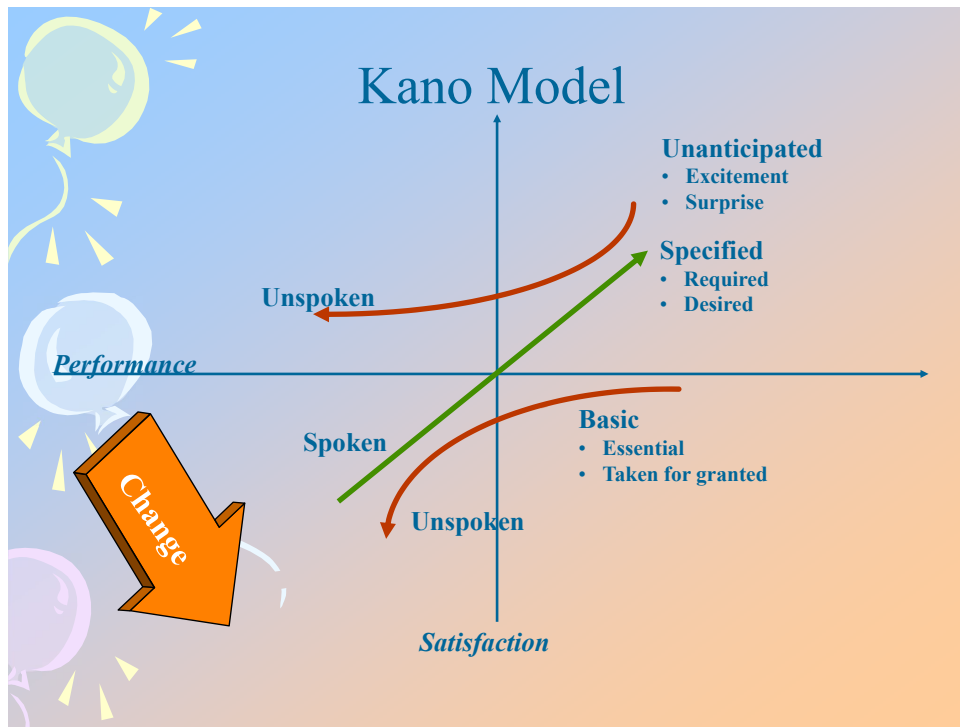 Kano Model
Unanticipated
• Excitement
• Surprise
Specified
• Required
• Desired
Unspoken
Performance
Basic
• Essential
• Taken for granted
Spoken
Change
Unspoken
Satisfaction